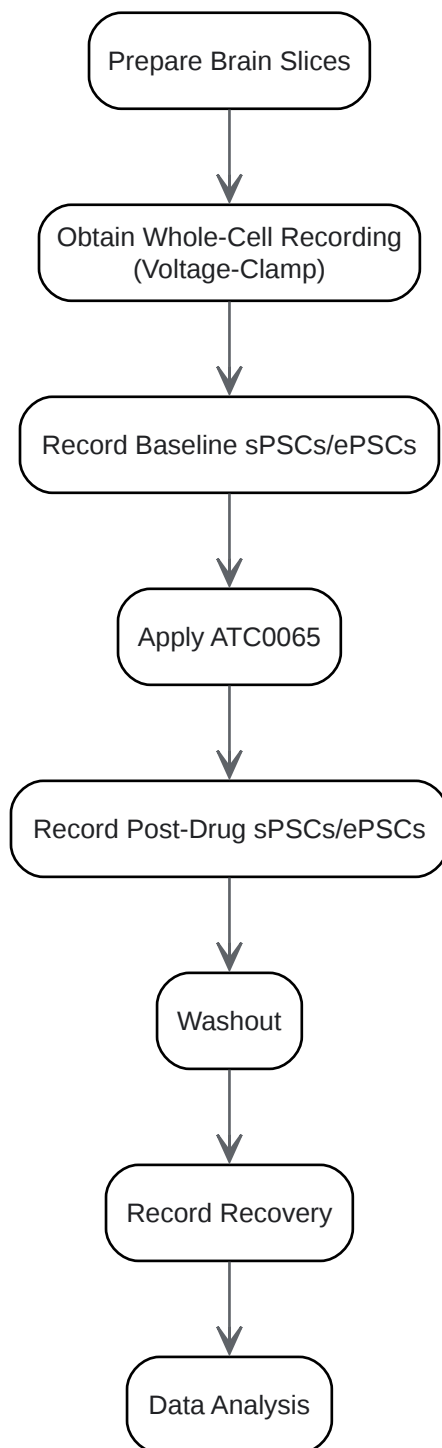 Prepare Brain Slices
Obtain Whole-Cell Recording
(Voltage-Clamp)
Record Baseline sPSCs/ePSCs
Apply ATC0065
Record Post-Drug sPSCs/ePSCs
Washout
Record Recovery
Data Analysis